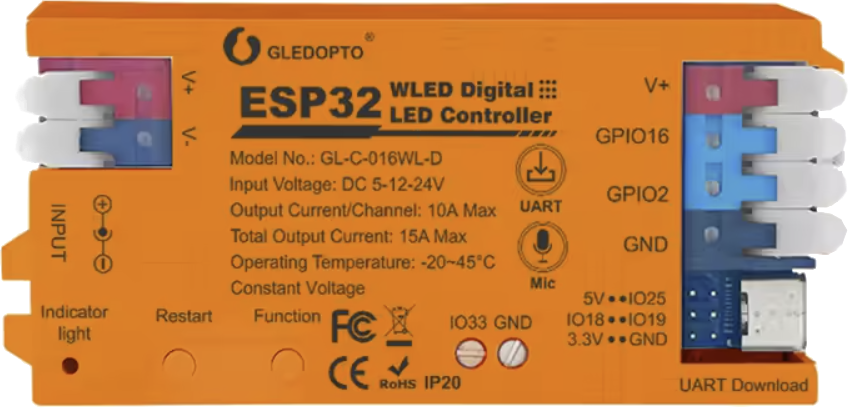 GLEDOPTO®
ESP32 WLED Digital
LED Controller
Model No.: GL-C-016WL-D
Input Voltage: DC 5-12-24V
Output Current/Channel: 10A Max
Total Output Current: 15A Max
Operating Temperature: -20~45°C
Constant Voltage
UART
Mic
V+
V-
INPUT
Indicator
light
Restart
Function
FC
CE
RoHS
IP20
IO33 GND
V+
GPIO16
GPIO2
GND
5V••IO25
IO18••IO19
3.3V••GND
UART Download